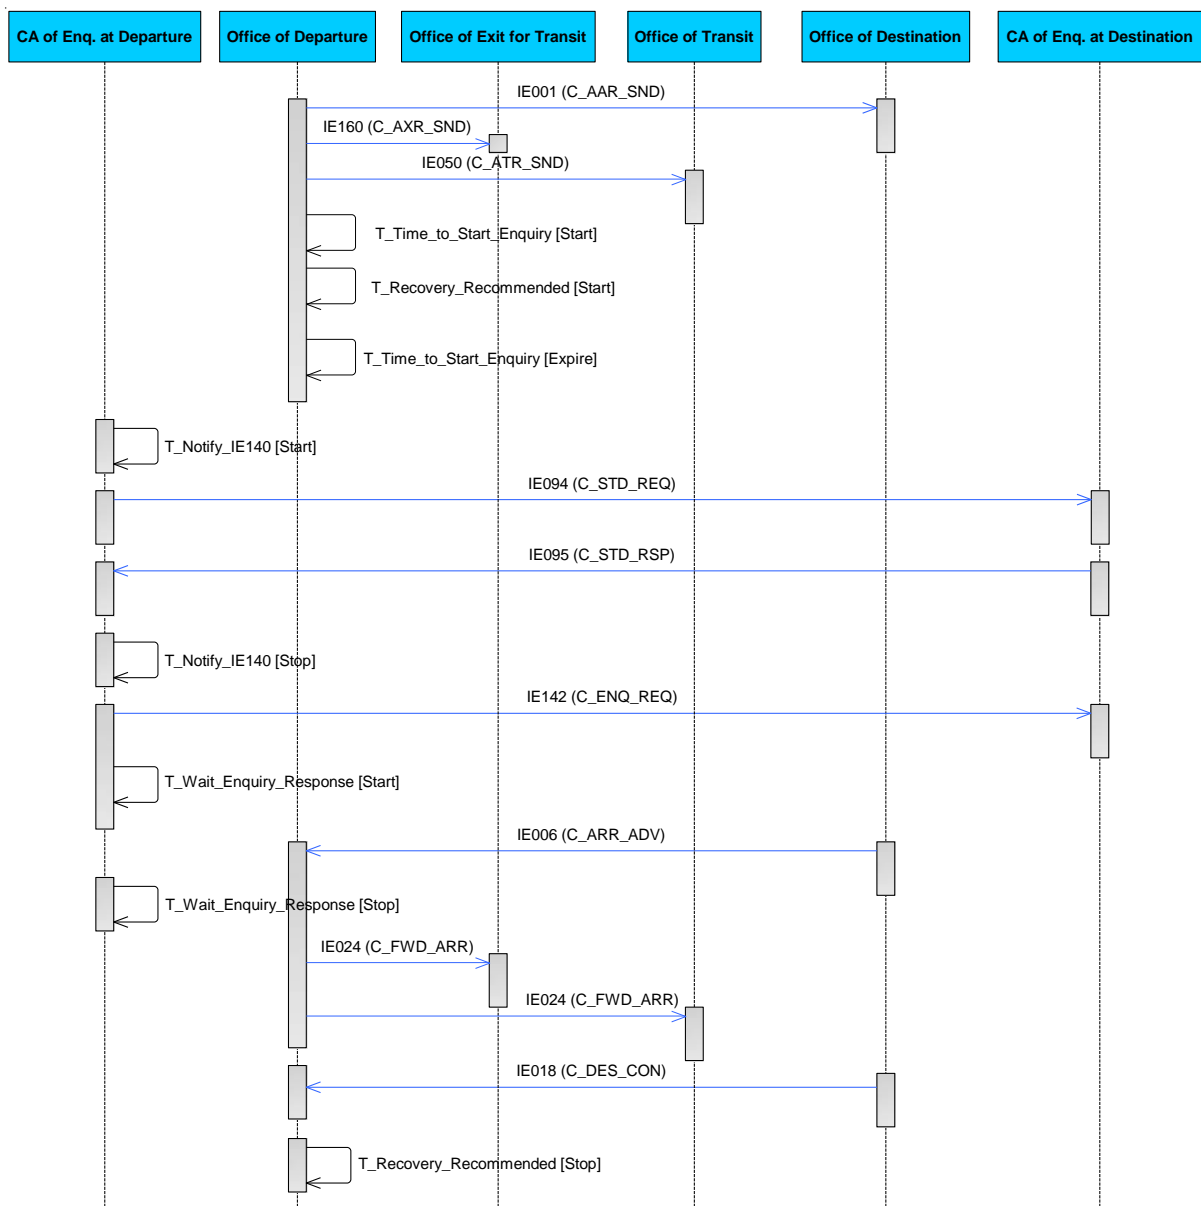 CA of Enq. at Departure
Office of Departure
Office of Exit for Transit
Office of Transit
Office of Destination
CA of Enq. at Destination
IE001 (C_AAR_SND)
IE160 (C_AXR_SND)
IE050 (C_ATR_SND)
T_Time_to_Start_Enquiry [Start]
T_Recovery_Recommended [Start]
T_Time_to_Start_Enquiry [Expire]
T_Notify_IE140 [Start]
IE094 (C_STD_REQ)
IE095 (C_STD_RSP)
T_Notify_IE140 [Stop]
IE142 (C_ENQ_REQ)
T_Wait_Enquiry_Response [Start]
IE006 (C_ARR_ADV)
T_Wait_Enquiry_Response [Stop]
IE024 (C_FWD_ARR)
IE024 (C_FWD_ARR)
IE018 (C_DES_CON)
T_Recovery_Recommended [Stop]